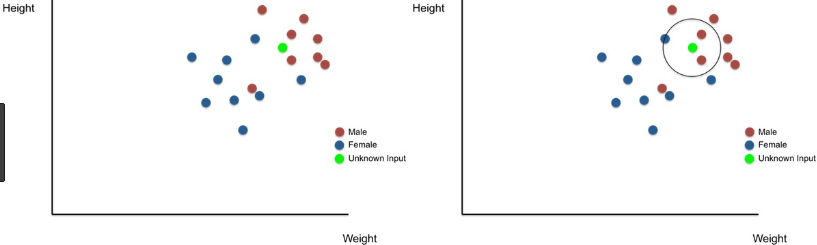 Height
Male
Female
Unknown Input
Weight
Height
Male
Female
Unknown Input
Weight